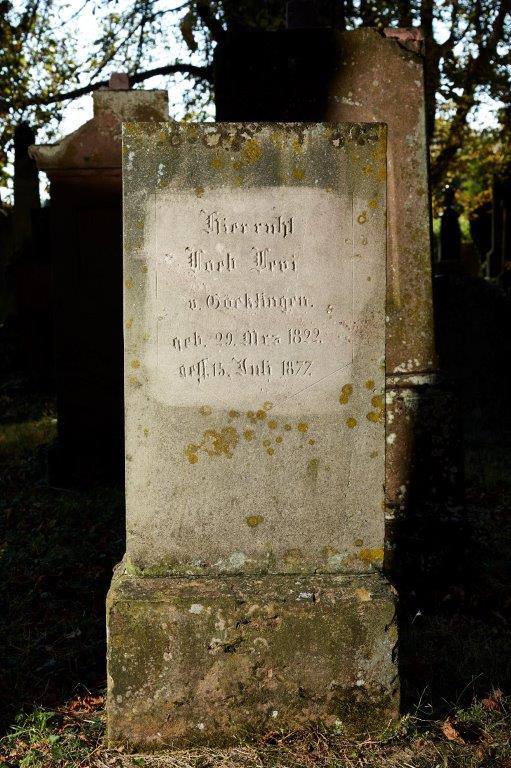 Hier ruht
Loeb Levi
v. Göcklingen.
geb. 29. Mrz 1822.
gest. 15. Juli 1877.